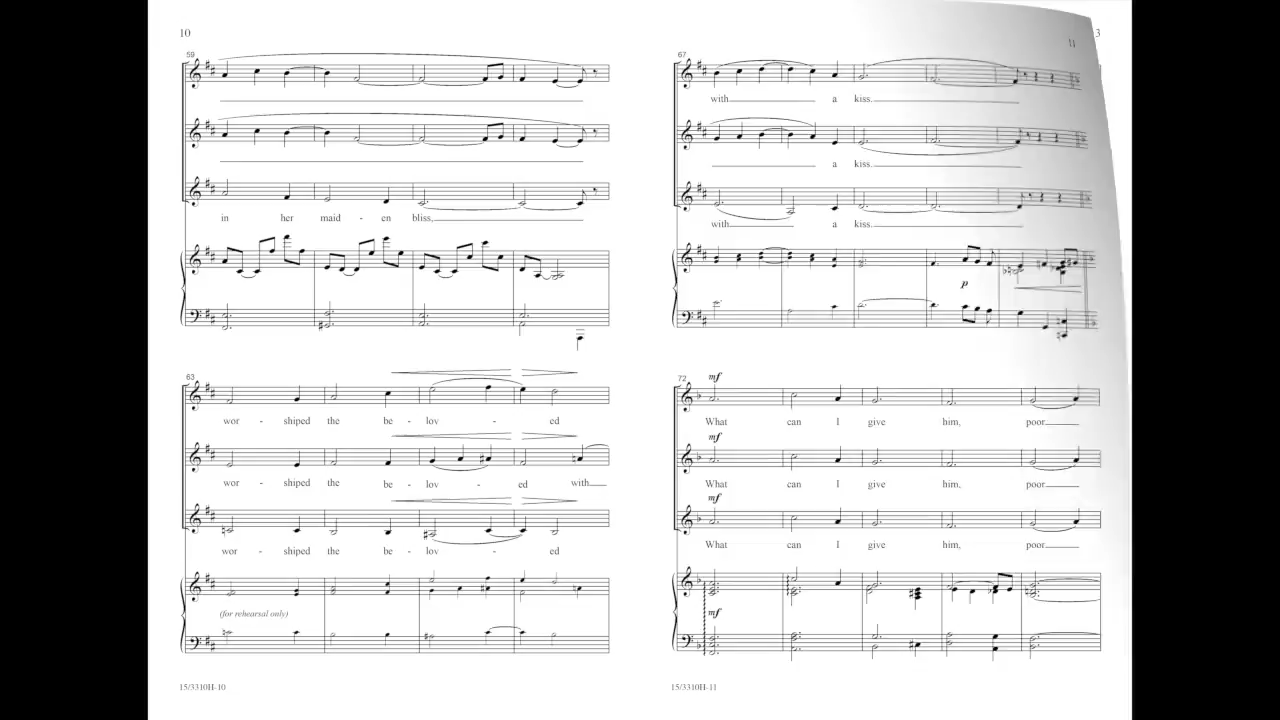 10
59
in her maid - en bliss,
63
wor - shiped the be - lov - ed
wor - shiped the be - lov - ed with
wor - shiped the be - lov - ed
(for rehearsal only)
15/3310H-10
11
3
67
with a kiss.
a kiss.
with a kiss.
p
72
mf
What can I give him, poor
mf
What can I give him, poor
mf
What can I give him, poor
mf
15/3310H-11